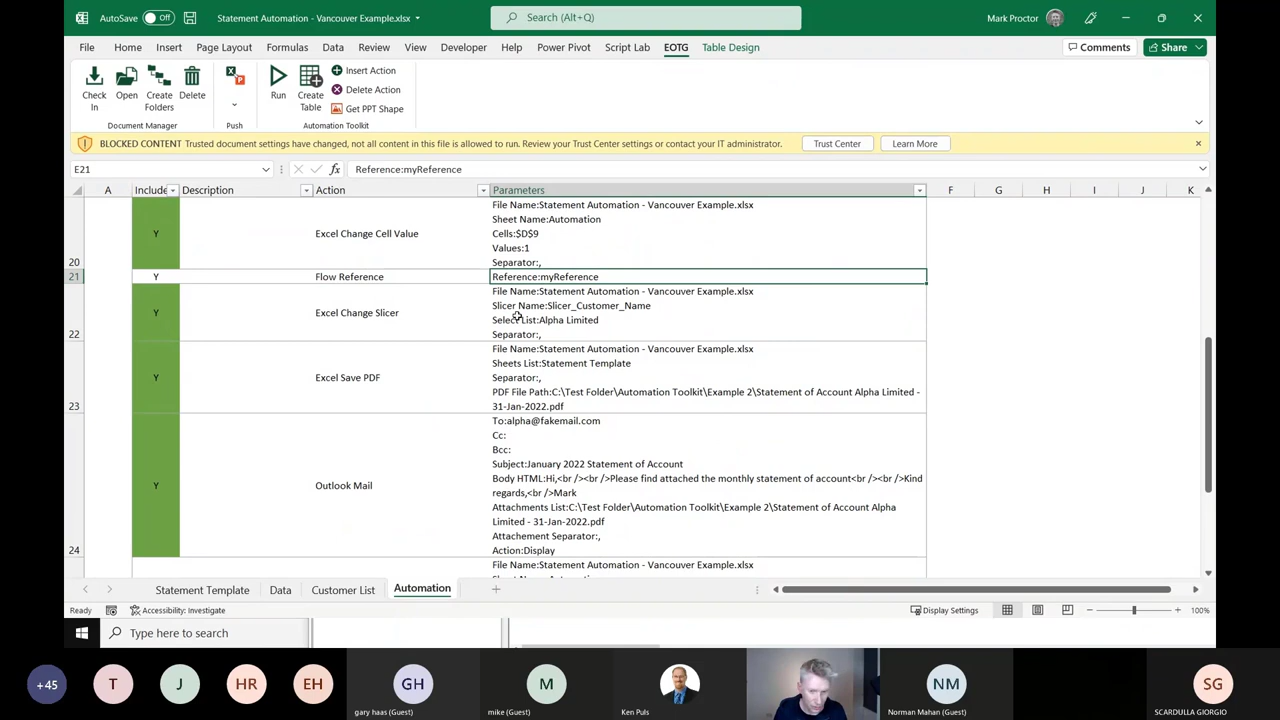 AutoSave Off Statement Automation - Vancouver Example.xlsx Search (Alt+Q) Mark Proctor
File Home Insert Page Layout Formulas Data Review View Developer Help Power Pivot Script Lab EOTG Table Design Comments Share
Check In Open Create Folders Delete Run Create Table Insert Action
Delete Action
Get PPT Shape
Document Manager Push Automation Toolkit
BLOCKED CONTENT Trusted document settings have changed, not all content in this file is allowed to run. Review your Trust Center settings or contact your IT administrator. Trust Center Learn More
E21 fx Reference:myReference
A Include Description Action Parameters F G H I J K
File Name:Statement Automation - Vancouver Example.xlsx
Sheet Name:Automation
Y Excel Change Cell Value Cells:$D$9
Values:1
20 Separator:,
21 Y Flow Reference Reference:myReference
File Name:Statement Automation - Vancouver Example.xlsx
Slicer Name:Slicer_Customer_Name
Y Excel Change Slicer Select List:Alpha Limited
22 Separator:,
File Name:Statement Automation - Vancouver Example.xlsx
Sheets List:Statement Template
Y Excel Save PDF Separator:,
PDF File Path:C:\Test Folder\Automation Toolkit\Example 2\Statement of Account Alpha Limited -
23 31-Jan-2022.pdf
To:alpha@fakemail.com
Cc:
Bcc:
Subject:January 2022 Statement of Account
Body HTML:Hi,<br /><br />Please find attached the monthly statement of account<br /><br />Kind
Y Outlook Mail regards,<br />Mark
Attachments List:C:\Test Folder\Automation Toolkit\Example 2\Statement of Account Alpha
Limited - 31-Jan-2022.pdf
Attachement Separator:,
24 Action:Display
File Name:Statement Automation - Vancouver Example.xlsx
Statement Template Data Customer List Automation
Ready Accessibility: Investigate Display Settings 100%
Type here to search
+45 T J HR EH GH M NM SG
gary haas (Guest) mike (Guest) Ken Puls Norman Mahan (Guest) SCARDULLA GIORGIO